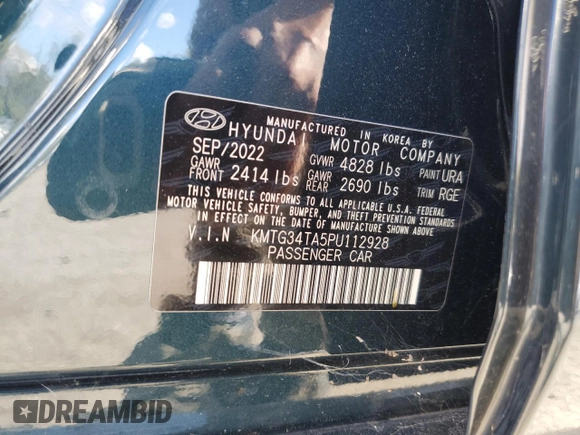 MANUFACTURED IN KOREA BY
HYUNDAI MOTOR COMPANY
SEP/2022 GVWR 4828 lbs PAINT URA
GAWR FRONT 2414 lbs GAWR REAR 2690 lbs TRIM RGE
THIS VEHICLE CONFORMS TO ALL APPLICABLE U.S.A. FEDERAL
MOTOR VEHICLE SAFETY, BUMPER, AND THEFT PREVENTION STANDARDS
IN EFFECT ON THE DATE OF MANUFACTURE SHOWN ABOVE.
V.I.N KMTG34TA5PU112928
PASSENGER CAR
DREAMBID